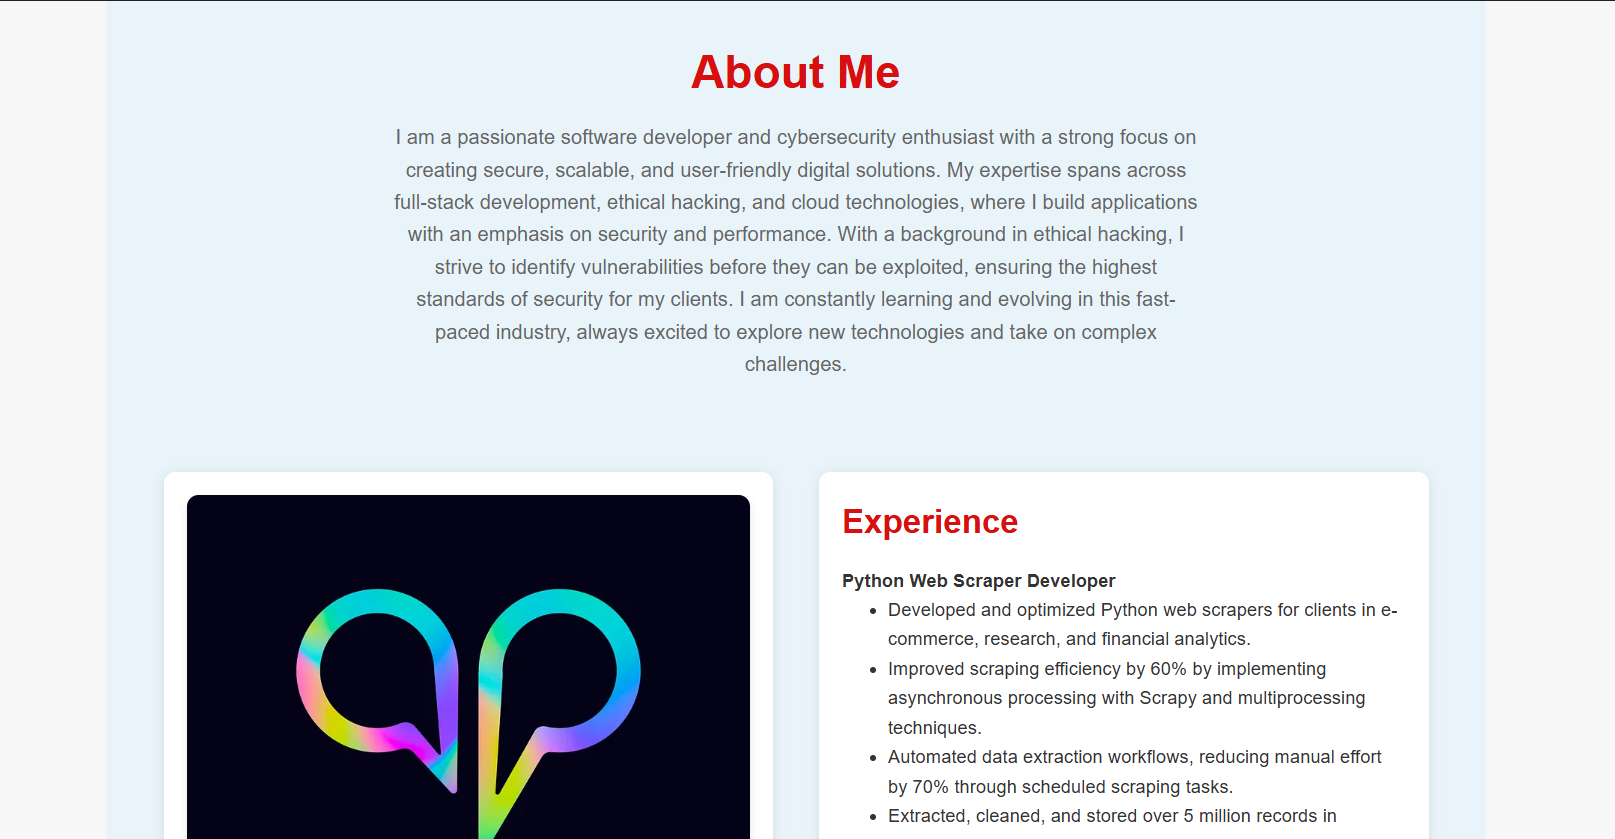 About Me
I am a passionate software developer and cybersecurity enthusiast with a strong focus on
creating secure, scalable, and user-friendly digital solutions. My expertise spans across
full-stack development, ethical hacking, and cloud technologies, where I build applications
with an emphasis on security and performance. With a background in ethical hacking, I
strive to identify vulnerabilities before they can be exploited, ensuring the highest
standards of security for my clients. I am constantly learning and evolving in this fast-
paced industry, always excited to explore new technologies and take on complex
challenges.
Experience
Python Web Scraper Developer
• Developed and optimized Python web scrapers for clients in e-
commerce, research, and financial analytics.
• Improved scraping efficiency by 60% by implementing
asynchronous processing with Scrapy and multiprocessing
techniques.
• Automated data extraction workflows, reducing manual effort
by 70% through scheduled scraping tasks.
• Extracted, cleaned, and stored over 5 million records in